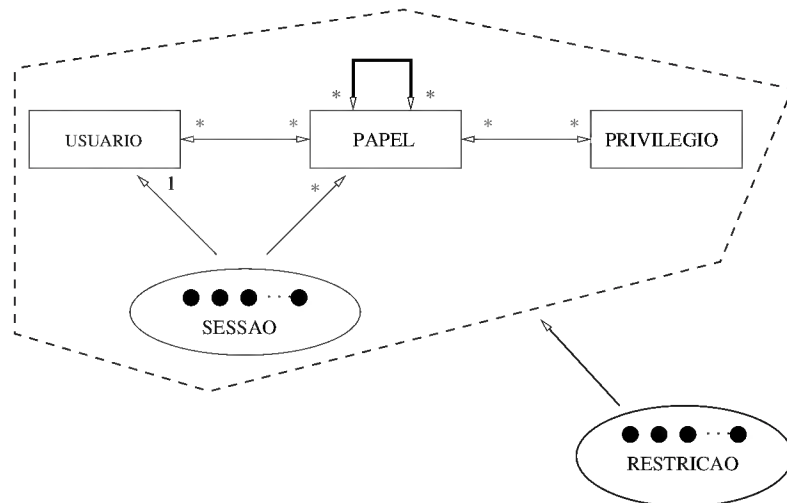 * *
USUARIO * * PAPEL * * PRIVILEGIO
1 *
SESSAO
RESTRICAO